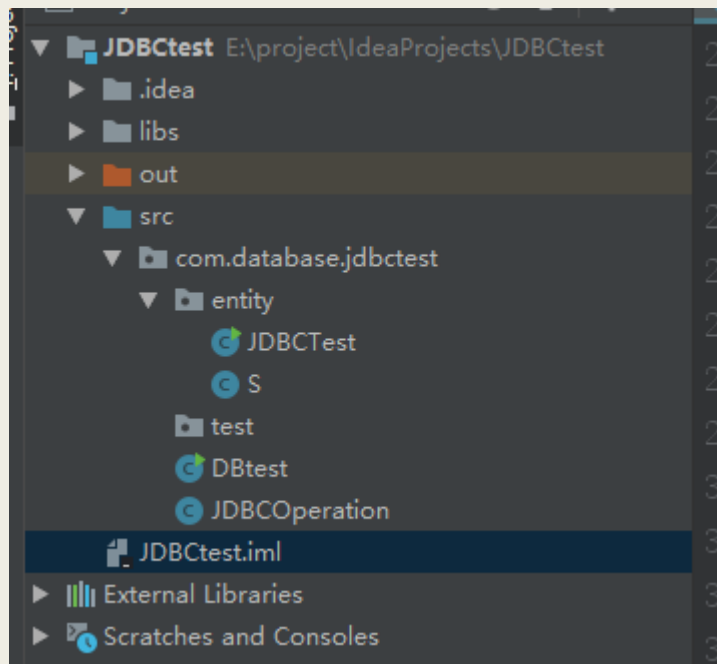 JDBCtest E:\project\IdeaProjects\JDBCtest
.idea
libs
out
src
com.database.jdbctest
entity
JDBCTest
S
test
DBtest
JDBCOperation
JDBCtest.iml
External Libraries
Scratches and Consoles